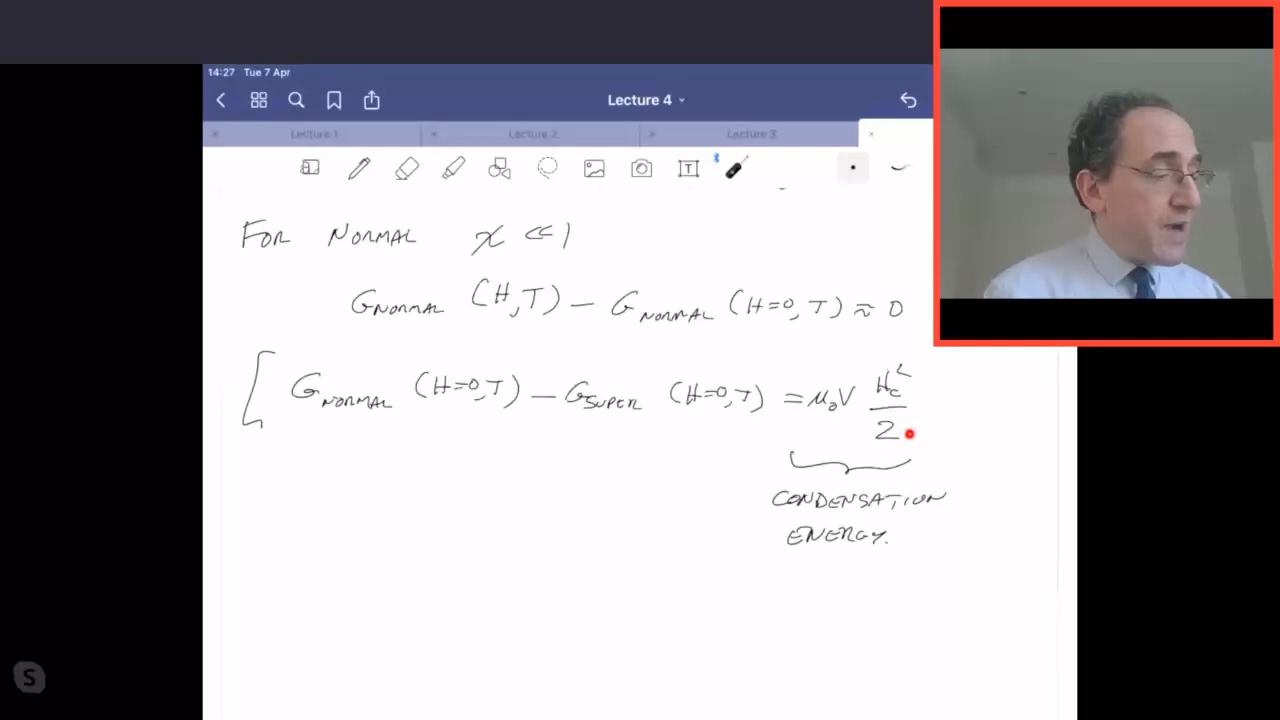 14:27 Tue 7 Apr
Lecture 4
Lecture 1
Lecture 2
Lecture 3
T
FOR NORMAL χ << 1
G_NORMAL (H,T) – G_NORMAL (H=0,T) ≈ 0
[ G_NORMAL (H=0,T) – G_SUPER (H=0,T) = μ₀V H_c²/2
CONDENSATION
ENERGY.
S